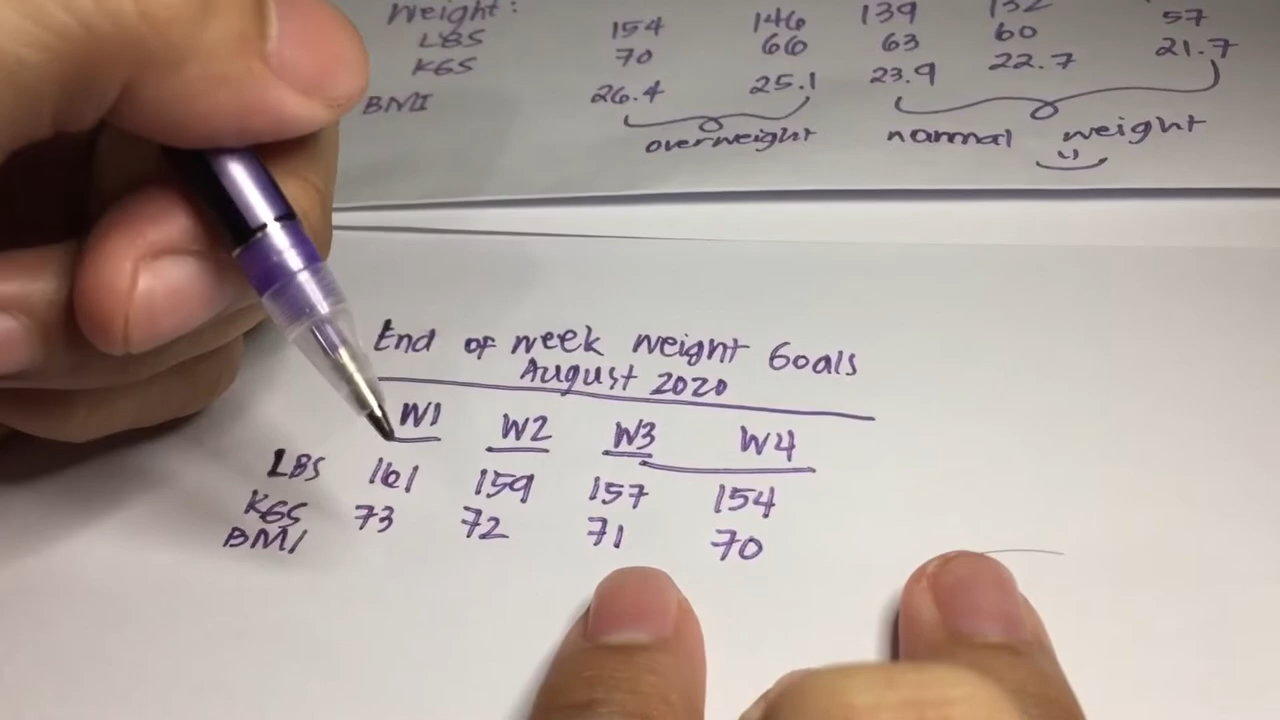 Weight:
LBS 154 146 139 132
KGS 70 66 63 60 57
BMI 26.4 25.1 23.9 22.7 21.7
overweight normal weight
End of week weight Goals
August 2020
W1 W2 W3 W4
LBS 161 159 157 154
KGS 73 72 71 70
BMI